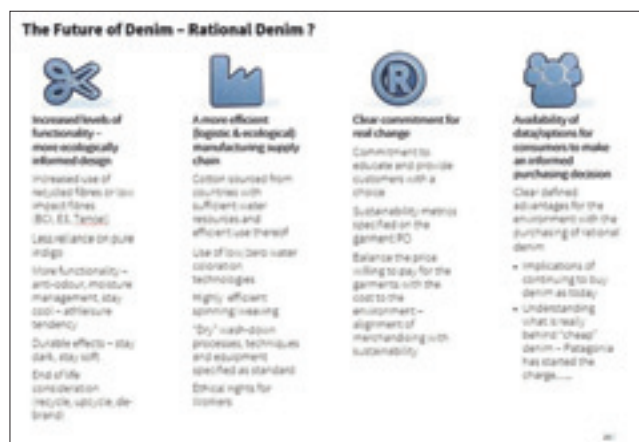 The Future of Denim – Rational Denim ?
Increased levels of
functionality –
more ecologically
informed design
Increased use of
recycled fibres or low
impact fibres
(BCI, E3, Tencel)
Less reliance on pure
indigo
More functionality –
anti-odour, moisture
management, stay
cool – athleisure
tendency
Durable effects – stay
dark, stay soft
End of life
consideration
(recycle, upcycle, de-
brand)
A more efficient
(logistic & ecological)
manufacturing supply
chain
Cotton sourced from
countries with
sufficient water
resources and
efficient use thereof
Use of low/zero water
coloration
technologies
Highly efficient
spinning weaving
"Dry" wash-down
processes, techniques
and equipment
specified as standard
Ethical rights for
workers
®
Clear commitment for
real change
Commitment to
educate and provide
customers with a
choice
Sustainability metrics
specified on the
garment PO
Balance the price
willing to pay for the
garments with the
cost to the
environment –
alignment of
merchandising with
sustainability
Availability of
data/options for
consumers to make
an informed
purchasing decision
Clear defined
advantages for the
environment with the
purchasing of rational
denim
• Implications of
continuing to buy
denim as today
• Understanding
what is really
behind "cheap"
denim – Patagonia
has started the
charge.....